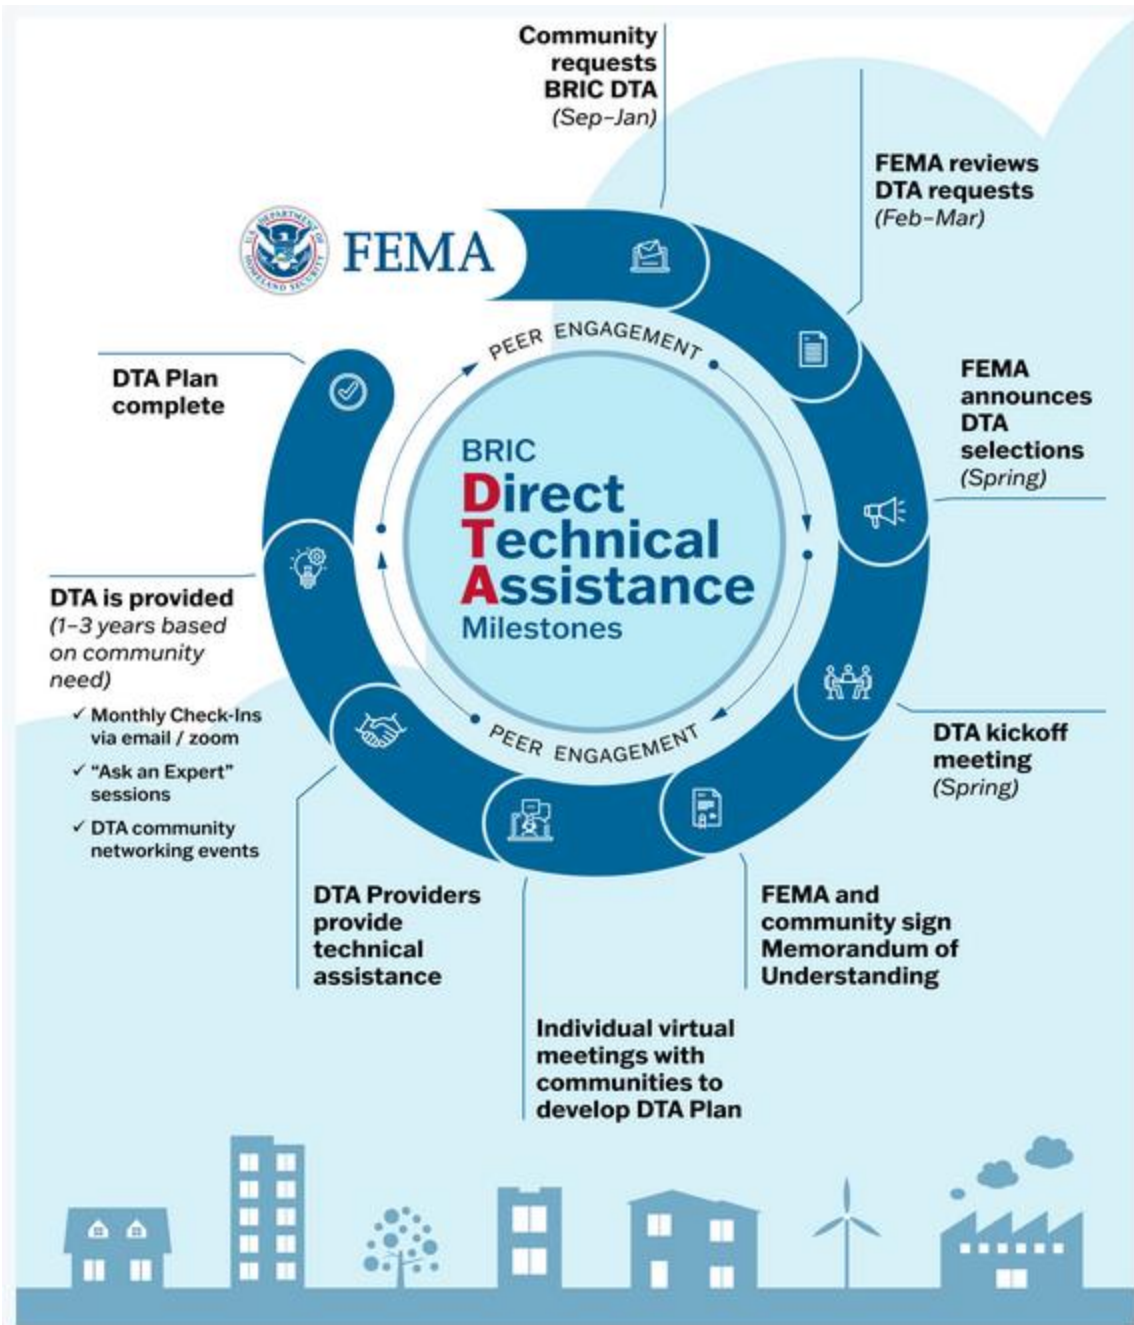 Community
requests
BRIC DTA
(Sep–Jan)
FEMA reviews
DTA requests
(Feb–Mar)
U.S. DEPARTMENT OF
HOMELAND SECURITY
FEMA
PEER ENGAGEMENT
FEMA
announces
DTA
selections
(Spring)
DTA Plan
complete
BRIC
Direct
Technical
Assistance
Milestones
DTA is provided
(1–3 years based
on community
need)
✓ Monthly Check-Ins
via email / zoom
✓ "Ask an Expert"
sessions
✓ DTA community
networking events
PEER ENGAGEMENT
DTA kickoff
meeting
(Spring)
DTA Providers
provide
technical
assistance
FEMA and
community sign
Memorandum of
Understanding
Individual virtual
meetings with
communities to
develop DTA Plan